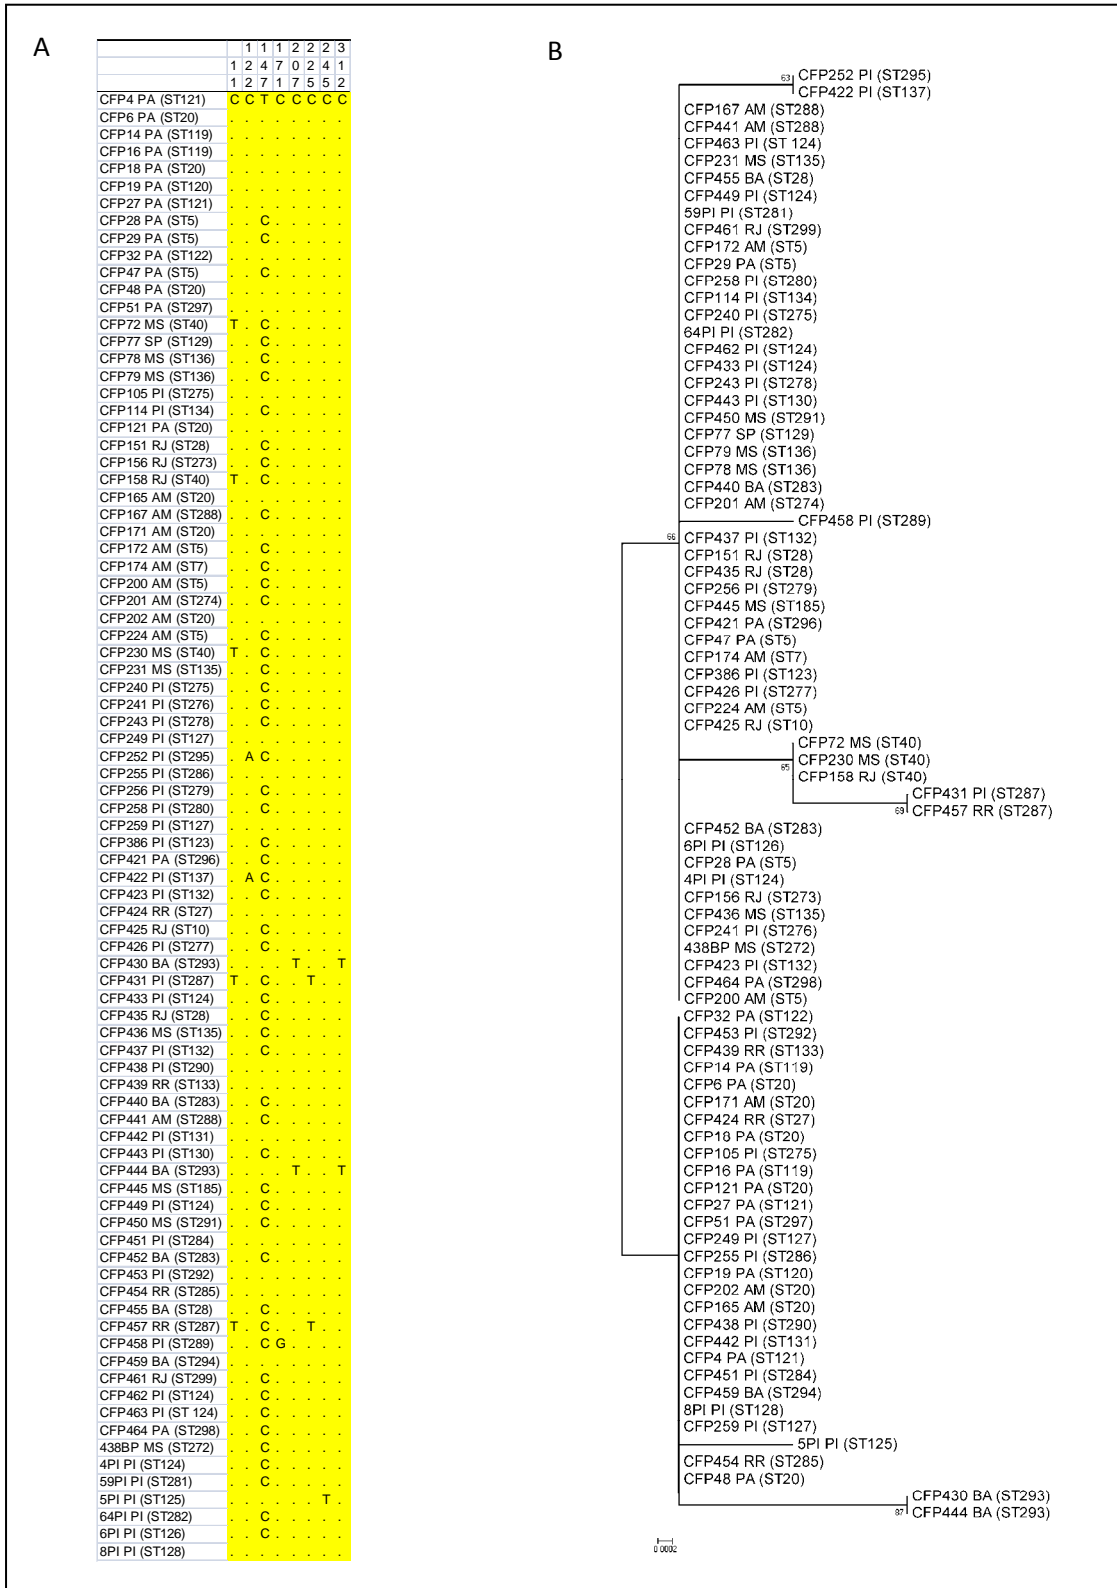 A
1 1 1 2 2 2 3
1 2 4 7 0 2 4 1
1 2 7 1 7 5 5 2
CFP4 PA (ST121) C C T C C C C C
CFP6 PA (ST20) . . . . . . . .
CFP14 PA (ST119) . . . . . . . .
CFP16 PA (ST119) . . . . . . . .
CFP18 PA (ST20) . . . . . . . .
CFP19 PA (ST120) . . . . . . . .
CFP27 PA (ST121) . . . . . . . .
CFP28 PA (ST5) . . C . . . . .
CFP29 PA (ST5) . . C . . . . .
CFP32 PA (ST122) . . . . . . . .
CFP47 PA (ST5) . . C . . . . .
CFP48 PA (ST20) . . . . . . . .
CFP51 PA (ST297) . . . . . . . .
CFP72 MS (ST40) T . C . . . . .
CFP77 SP (ST129) . . C . . . . .
CFP78 MS (ST136) . . C . . . . .
CFP79 MS (ST136) . . C . . . . .
CFP105 PI (ST275) . . . . . . . .
CFP114 PI (ST134) . . C . . . . .
CFP121 PA (ST20) . . . . . . . .
CFP151 RJ (ST28) . . C . . . . .
CFP156 RJ (ST273) . . C . . . . .
CFP158 RJ (ST40) T . C . . . . .
CFP165 AM (ST20) . . . . . . . .
CFP167 AM (ST288) . . C . . . . .
CFP171 AM (ST20) . . . . . . . .
CFP172 AM (ST5) . . C . . . . .
CFP174 AM (ST7) . . C . . . . .
CFP200 AM (ST5) . . C . . . . .
CFP201 AM (ST274) . . C . . . . .
CFP202 AM (ST20) . . . . . . . .
CFP224 AM (ST5) . . C . . . . .
CFP230 MS (ST40) T . C . . . . .
CFP231 MS (ST135) . . C . . . . .
CFP240 PI (ST275) . . C . . . . .
CFP241 PI (ST276) . . C . . . . .
CFP243 PI (ST278) . . C . . . . .
CFP249 PI (ST127) . . . . . . . .
CFP252 PI (ST295) . A C . . . . .
CFP255 PI (ST286) . . . . . . . .
CFP256 PI (ST279) . . C . . . . .
CFP258 PI (ST280) . . C . . . . .
CFP259 PI (ST127) . . . . . . . .
CFP386 PI (ST123) . . C . . . . .
CFP421 PA (ST296) . . C . . . . .
CFP422 PI (ST137) . A C . . . . .
CFP423 PI (ST132) . . C . . . . .
CFP424 RR (ST27) . . . . . . . .
CFP425 RJ (ST10) . . C . . . . .
CFP426 PI (ST277) . . C . . . . .
CFP430 BA (ST293) . . . . T . . T
CFP431 PI (ST287) T . C . . T . .
CFP433 PI (ST124) . . C . . . . .
CFP435 RJ (ST28) . . C . . . . .
CFP436 MS (ST135) . . C . . . . .
CFP437 PI (ST132) . . C . . . . .
CFP438 PI (ST290) . . . . . . . .
CFP439 RR (ST133) . . . . . . . .
CFP440 BA (ST283) . . C . . . . .
CFP441 AM (ST288) . . C . . . . .
CFP442 PI (ST131) . . . . . . . .
CFP443 PI (ST130) . . C . . . . .
CFP444 BA (ST293) . . . . T . . T
CFP445 MS (ST185) . . C . . . . .
CFP449 PI (ST124) . . C . . . . .
CFP450 MS (ST291) . . C . . . . .
CFP451 PI (ST284) . . . . . . . .
CFP452 BA (ST283) . . C . . . . .
CFP453 PI (ST292) . . . . . . . .
CFP454 RR (ST285) . . . . . . . .
CFP455 BA (ST28) . . C . . . . .
CFP457 RR (ST287) T . C . . T . .
CFP458 PI (ST289) . . C G . . . .
CFP459 BA (ST294) . . . . . . . .
CFP461 RJ (ST299) . . C . . . . .
CFP462 PI (ST124) . . C . . . . .
CFP463 PI (ST 124) . . C . . . . .
CFP464 PA (ST298) . . C . . . . .
438BP MS (ST272) . . C . . . . .
4PI PI (ST124) . . C . . . . .
59PI PI (ST281) . . C . . . . .
5PI PI (ST125) . . . . . . T .
64PI PI (ST282) . . C . . . . .
6PI PI (ST126) . . C . . . . .
8PI PI (ST128) . . . . . . . .
B
63 CFP252 PI (ST295)
CFP422 PI (ST137)
CFP167 AM (ST288)
CFP441 AM (ST288)
CFP463 PI (ST 124)
CFP231 MS (ST135)
CFP455 BA (ST28)
CFP449 PI (ST124)
59PI PI (ST281)
CFP461 RJ (ST299)
CFP172 AM (ST5)
CFP29 PA (ST5)
CFP258 PI (ST280)
CFP114 PI (ST134)
CFP240 PI (ST275)
64PI PI (ST282)
CFP462 PI (ST124)
CFP433 PI (ST124)
CFP243 PI (ST278)
CFP443 PI (ST130)
CFP450 MS (ST291)
CFP77 SP (ST129)
CFP79 MS (ST136)
CFP78 MS (ST136)
CFP440 BA (ST283)
CFP201 AM (ST274)
CFP458 PI (ST289)
66 CFP437 PI (ST132)
CFP151 RJ (ST28)
CFP435 RJ (ST28)
CFP256 PI (ST279)
CFP445 MS (ST185)
CFP421 PA (ST296)
CFP47 PA (ST5)
CFP174 AM (ST7)
CFP386 PI (ST123)
CFP426 PI (ST277)
CFP224 AM (ST5)
CFP425 RJ (ST10)
CFP72 MS (ST40)
65 CFP230 MS (ST40)
CFP158 RJ (ST40)
CFP431 PI (ST287)
69 CFP457 RR (ST287)
CFP452 BA (ST283)
6PI PI (ST126)
CFP28 PA (ST5)
4PI PI (ST124)
CFP156 RJ (ST273)
CFP436 MS (ST135)
CFP241 PI (ST276)
438BP MS (ST272)
CFP423 PI (ST132)
CFP464 PA (ST298)
CFP200 AM (ST5)
CFP32 PA (ST122)
CFP453 PI (ST292)
CFP439 RR (ST133)
CFP14 PA (ST119)
CFP6 PA (ST20)
CFP171 AM (ST20)
CFP424 RR (ST27)
CFP18 PA (ST20)
CFP105 PI (ST275)
CFP16 PA (ST119)
CFP121 PA (ST20)
CFP27 PA (ST121)
CFP51 PA (ST297)
CFP249 PI (ST127)
CFP255 PI (ST286)
CFP19 PA (ST120)
CFP202 AM (ST20)
CFP165 AM (ST20)
CFP438 PI (ST290)
CFP442 PI (ST131)
CFP4 PA (ST121)
CFP451 PI (ST284)
CFP459 BA (ST294)
8PI PI (ST128)
CFP259 PI (ST127)
5PI PI (ST125)
CFP454 RR (ST285)
CFP48 PA (ST20)
CFP430 BA (ST293)
87 CFP444 BA (ST293)
0.0002